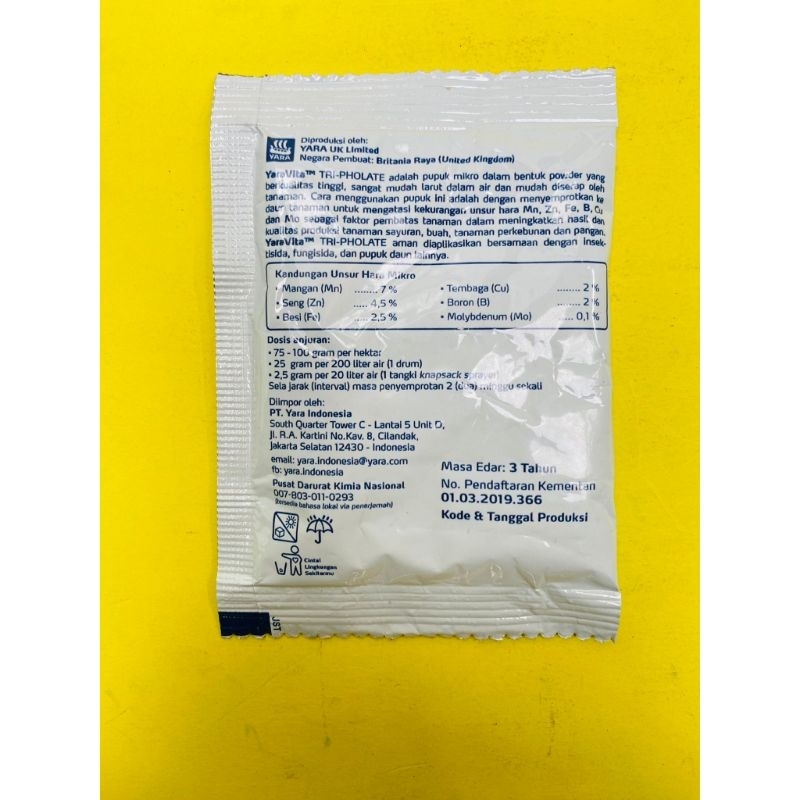 YARA
Diproduksi oleh:
YARA UK Limited
Negara Pembuat: Britania Raya (United Kingdom)
YaraVita™ TRI-PHOLATE adalah pupuk mikro dalam bentuk powder yang
berkualitas tinggi, sangat mudah larut dalam air dan mudah diserap oleh
tanaman. Cara menggunakan pupuk ini adalah dengan menyemprotkan ke
daun tanaman untuk mengatasi kekurangan unsur hara Mn, Zn, Fe, B, Cu
dan Mo sebagai faktor pembatas tanaman dalam meningkatkan hasil dan
kualitas produksi tanaman sayuran, buah, tanaman perkebunan dan pangan.
YaraVita™ TRI-PHOLATE aman diaplikasikan bersamaan dengan insek-
tisida, fungisida, dan pupuk daun lainnya.
Kandungan Unsur Hara Mikro
• Mangan (Mn) ........ 7 % • Tembaga (Cu) ........ 2 %
• Seng (Zn) ..... 4,5 % • Boron (B) ........ 2 %
• Besi (Fe) ..... 2,5 % • Molybdenum (Mo) ..... 0,1 %
Dosis anjuran:
• 75 - 100 gram per hektar
• 25 gram per 200 liter air (1 drum)
• 2,5 gram per 20 liter air (1 tangki knapsack sprayer)
Sela jarak (interval) masa penyemprotan 2 (dua) minggu sekali
Diimpor oleh:
PT. Yara Indonesia
South Quarter Tower C - Lantai 5 Unit D,
Jl. R.A. Kartini No.Kav. 8, Cilandak,
Jakarta Selatan 12430 - Indonesia
email: yara.indonesia@yara.com
fb: yara.indonesia
Pusat Darurat Kimia Nasional
007-803-011-0293
(tersedia bahasa lokal via penerjemah)
Masa Edar: 3 Tahun
No. Pendaftaran Kementan
01.03.2019.366
Kode & Tanggal Produksi
Cintai
Lingkungan
Sekitarmu
JST